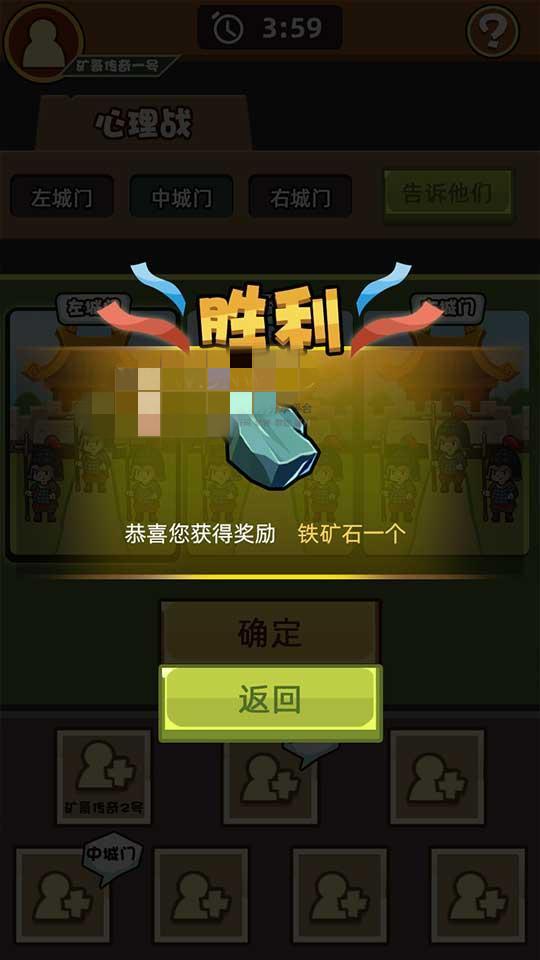 3:59
?
矿哥传奇一号
心理战
左城门
中城门
右城门
告诉他们
左城门
右城门
胜利
恭喜您获得奖励 铁矿石一个
确定
返回
矿哥传奇2号
中城门